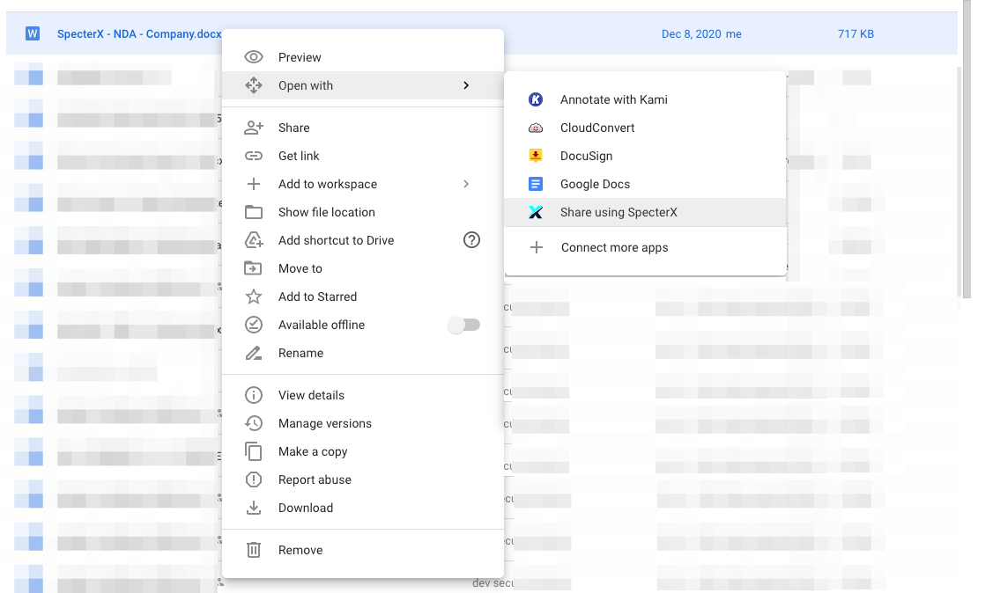 W SpecterX - NDA - Company.docx Dec 8, 2020 me 717 KB
Preview
Open with
Share
Get link
Add to workspace
Show file location
Add shortcut to Drive
Move to
Add to Starred
Available offline
Rename
View details
Manage versions
Make a copy
Report abuse
Download
Remove
Annotate with Kami
CloudConvert
DocuSign
Google Docs
Share using SpecterX
Connect more apps
dev secu